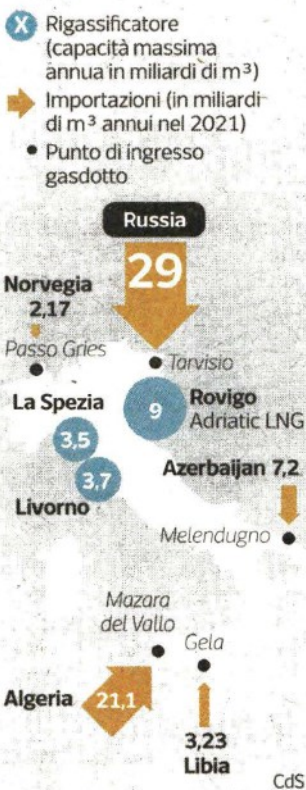 X Rigassificatore
(capacità massima
annua in miliardi di m³)
Importazioni (in miliardi
di m³ annui nel 2021)
Punto di ingresso
gasdotto
Russia
29
Norvegia
2,17
Passo Gries
Tarvisio
La Spezia
3,5
9
Rovigo
Adriatic LNG
3,7
Livorno
Azerbaijan 7,2
Melendugno
Mazara
del Vallo
Gela
Algeria
21,1
3,23
Libia
CdS